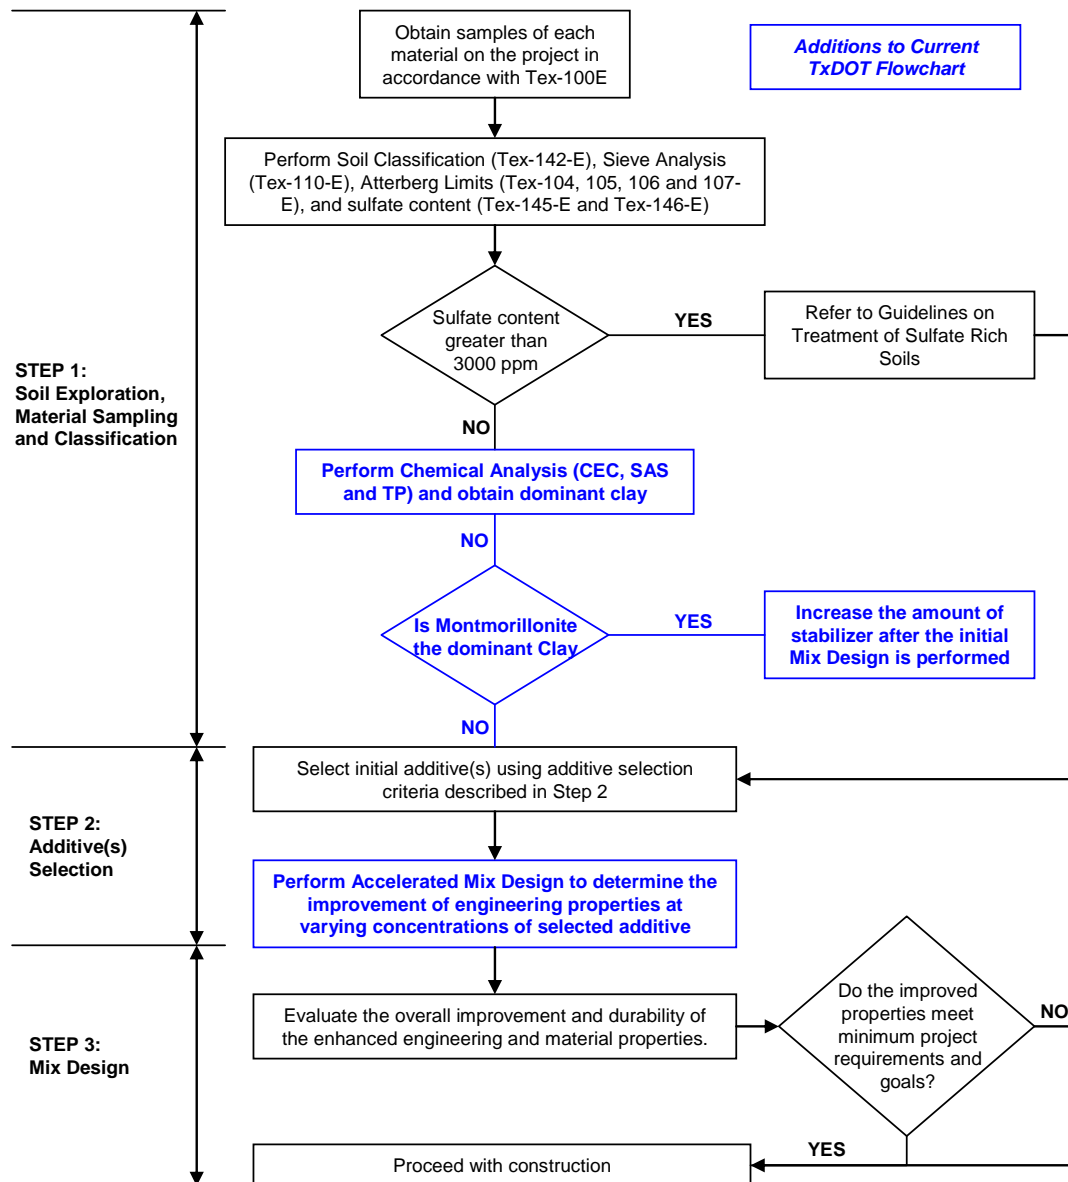 Obtain samples of each
material on the project in
accordance with Tex-100E
Additions to Current
TxDOT Flowchart
Perform Soil Classification (Tex-142-E), Sieve Analysis
(Tex-110-E), Atterberg Limits (Tex-104, 105, 106 and 107-
E), and sulfate content (Tex-145-E and Tex-146-E)
Sulfate content
greater than
3000 ppm
YES
Refer to Guidelines on
Treatment of Sulfate Rich
Soils
STEP 1:
Soil Exploration,
Material Sampling
and Classification
NO
Perform Chemical Analysis (CEC, SAS
and TP) and obtain dominant clay
NO
Is Montmorillonite
the dominant Clay
YES
Increase the amount of
stabilizer after the initial
Mix Design is performed
NO
Select initial additive(s) using additive selection
criteria described in Step 2
STEP 2:
Additive(s)
Selection
Perform Accelerated Mix Design to determine the
improvement of engineering properties at
varying concentrations of selected additive
STEP 3:
Mix Design
Evaluate the overall improvement and durability of
the enhanced engineering and material properties.
Do the improved
properties meet
minimum project
requirements and
goals?
NO
YES
Proceed with construction